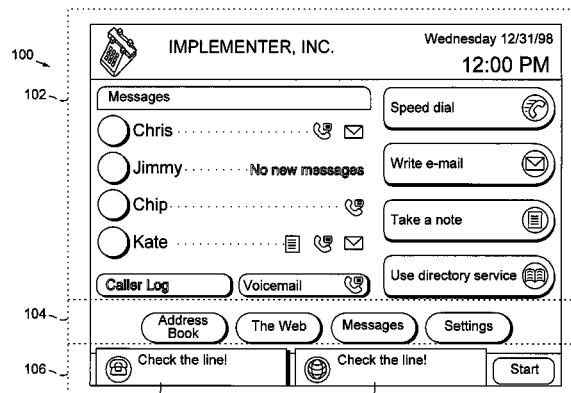 IMPLEMENTER, INC.
Wednesday 12/31/98
12:00 PM
100
102
Messages
Chris
Jimmy No new messages
Chip
Kate
Caller Log
Voicemail
Speed dial
Write e-mail
Take a note
Use directory service
104
Address Book
The Web
Messages
Settings
106
Check the line!
Check the line!
Start